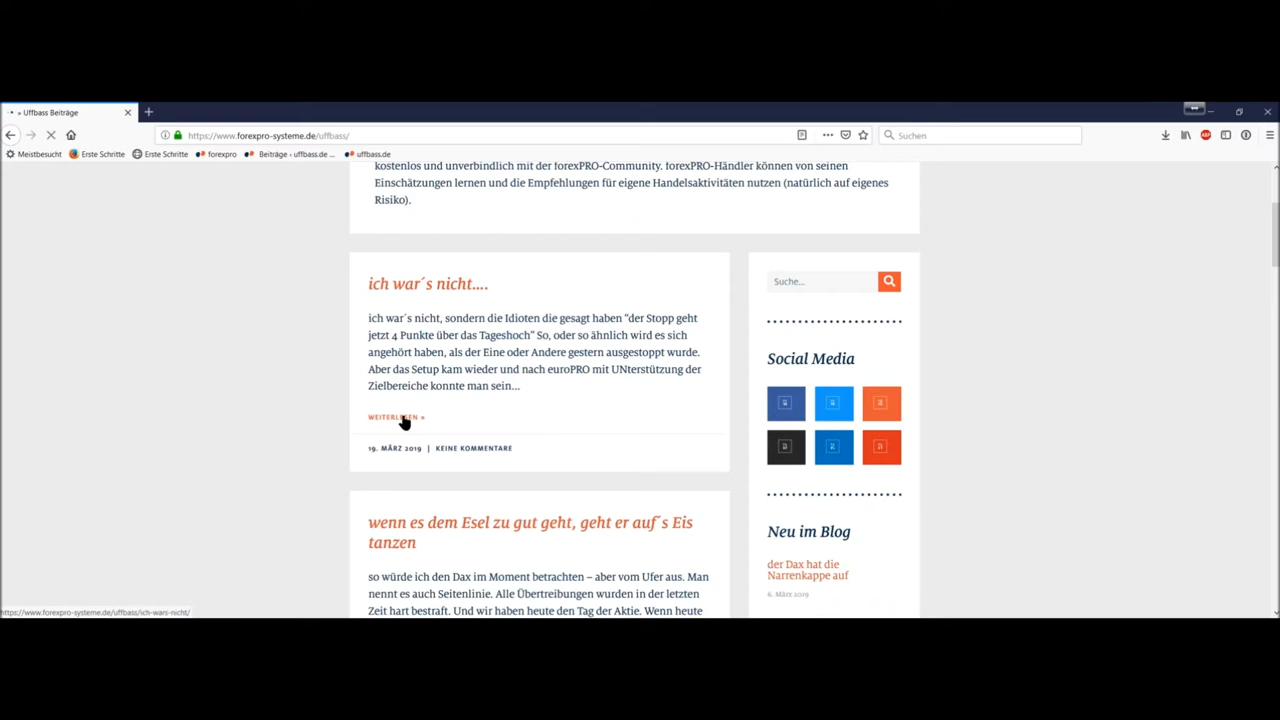 » Uffbass Beiträge
https://www.forexpro-systeme.de/uffbass/
Suchen
Meistbesucht
Erste Schritte
Erste Schritte
forexpro
Beiträge ‹ uffbass.de ...
uffbass.de
kostenlos und unverbindlich mit der forexPRO-Community. forexPRO-Händler können von seinen
Einschätzungen lernen und die Empfehlungen für eigene Handelsaktivitäten nutzen (natürlich auf eigenes
Risiko).
ich war´s nicht….
ich war´s nicht, sondern die Idioten die gesagt haben “der Stopp geht
jetzt 4 Punkte über das Tageshoch” So, oder so ähnlich wird es sich
angehört haben, als der Eine oder Andere gestern ausgestoppt wurde.
Aber das Setup kam wieder und nach euroPRO mit UNterstützung der
Zielbereiche konnte man sein...
WEITERLESEN »
19. MÄRZ 2019 | KEINE KOMMENTARE
wenn es dem Esel zu gut geht, geht er auf´s Eis
tanzen
so würde ich den Dax im Moment betrachten – aber vom Ufer aus. Man
nennt es auch Seitenlinie. Alle Übertreibungen wurden in der letzten
Zeit hart bestraft. Und wir haben heute den Tag der Aktie. Wenn heute
Suche...
Social Media
Neu im Blog
der Dax hat die
Narrenkappe auf
6. März 2019
https://www.forexpro-systeme.de/uffbass/ich-wars-nicht/